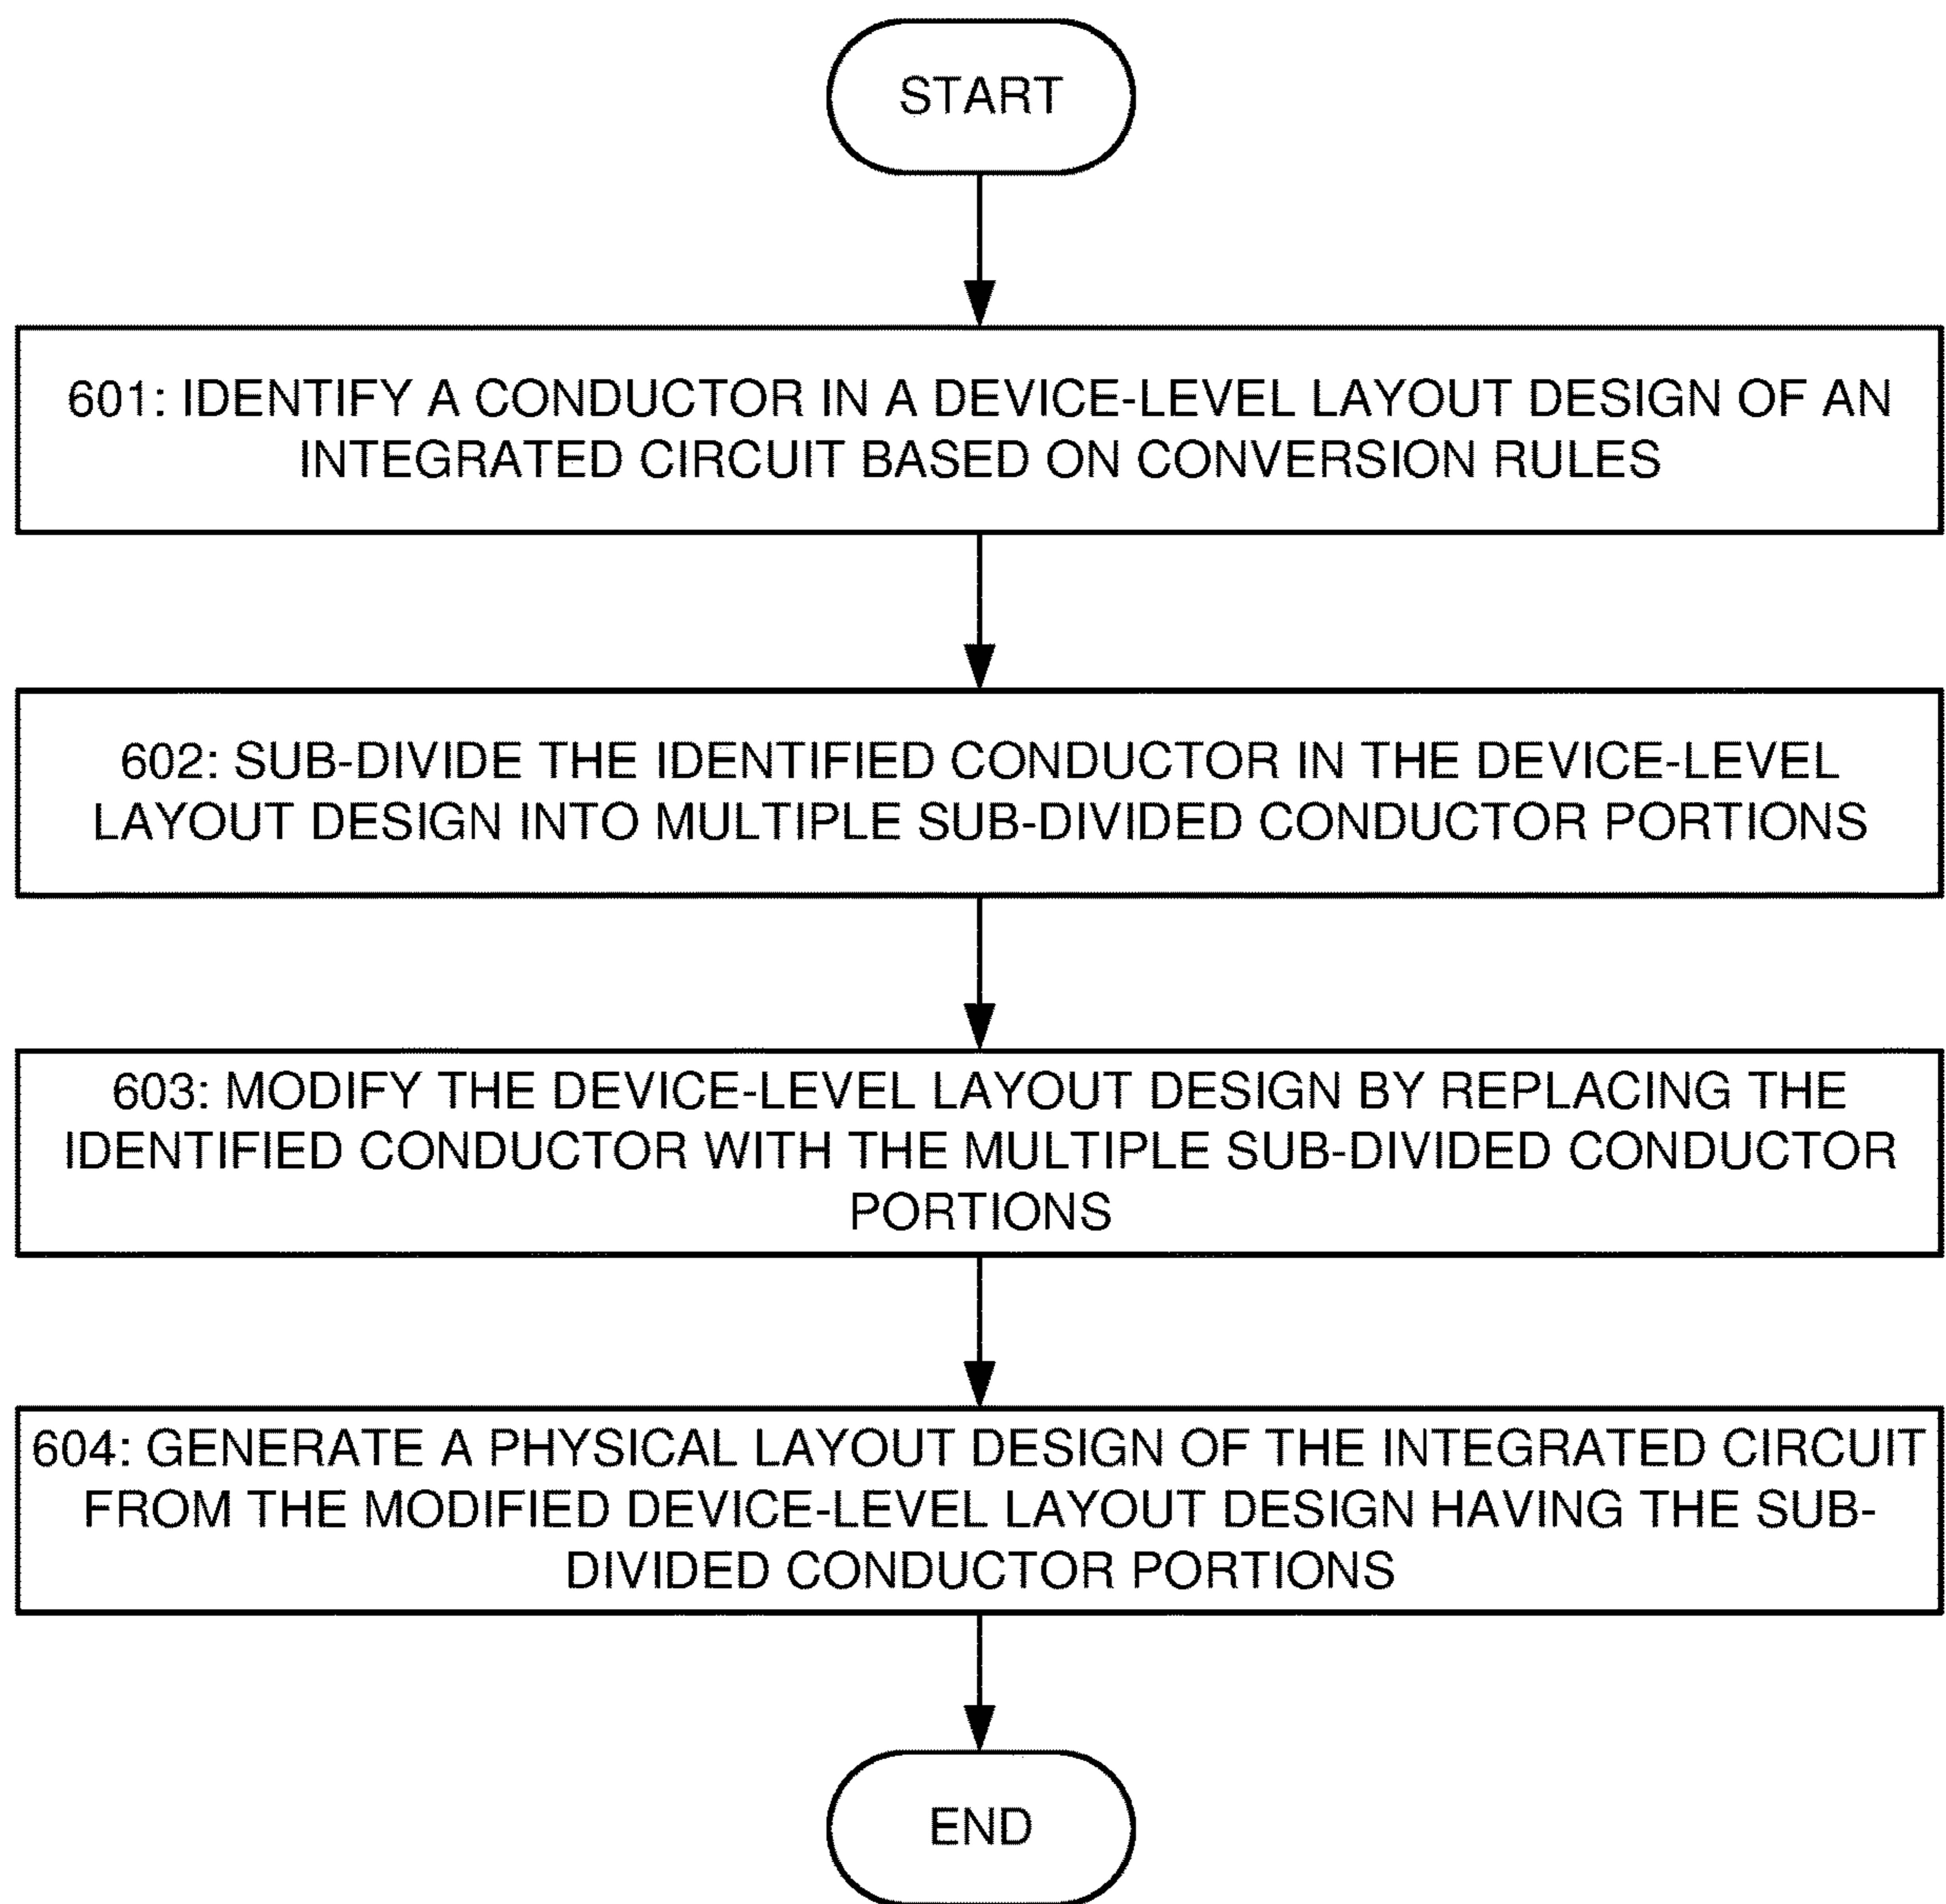 START
601: IDENTIFY A CONDUCTOR IN A DEVICE-LEVEL LAYOUT DESIGN OF AN
INTEGRATED CIRCUIT BASED ON CONVERSION RULES
602: SUB-DIVIDE THE IDENTIFIED CONDUCTOR IN THE DEVICE-LEVEL
LAYOUT DESIGN INTO MULTIPLE SUB-DIVIDED CONDUCTOR PORTIONS
603: MODIFY THE DEVICE-LEVEL LAYOUT DESIGN BY REPLACING THE
IDENTIFIED CONDUCTOR WITH THE MULTIPLE SUB-DIVIDED CONDUCTOR
PORTIONS
604: GENERATE A PHYSICAL LAYOUT DESIGN OF THE INTEGRATED CIRCUIT
FROM THE MODIFIED DEVICE-LEVEL LAYOUT DESIGN HAVING THE SUB-
DIVIDED CONDUCTOR PORTIONS
END